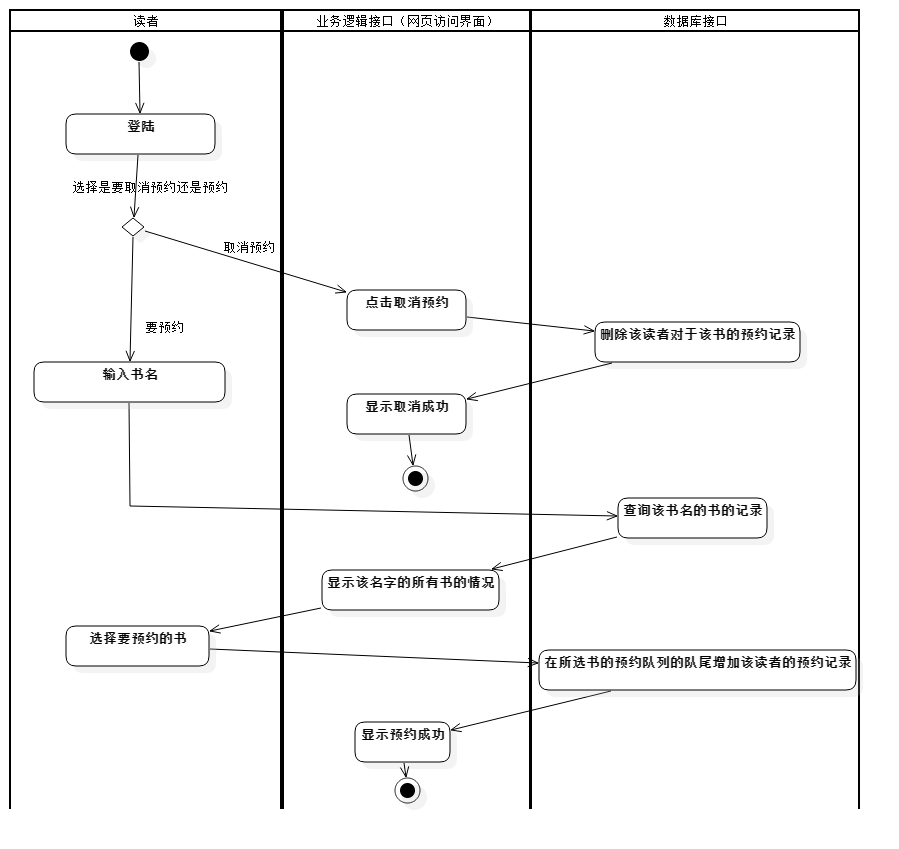 读者
业务逻辑接口（网页访问界面）
数据库接口
登陆
选择是要取消预约还是预约
取消预约
点击取消预约
删除该读者对于该书的预约记录
要预约
输入书名
显示取消成功
查询该书名的书的记录
显示该名字的所有书的情况
选择要预约的书
在所选书的预约队列的队尾增加该读者的预约记录
显示预约成功